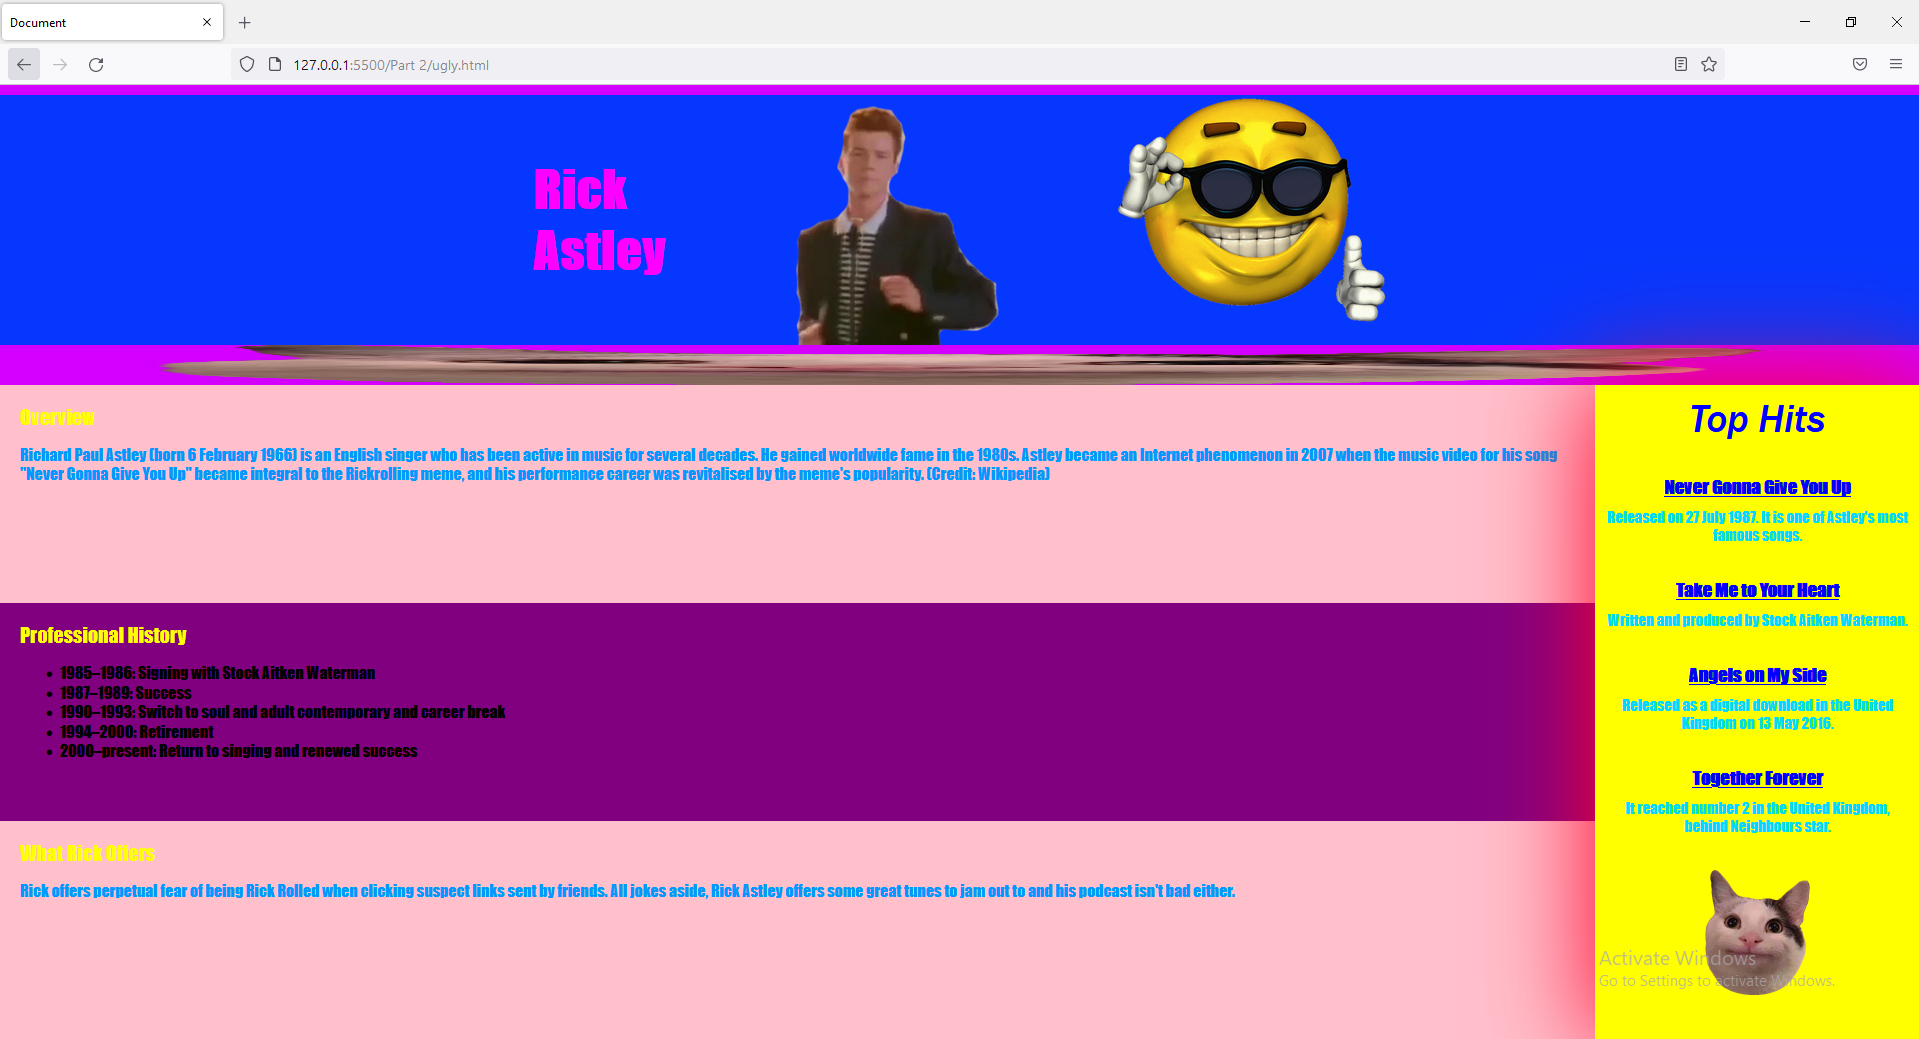 Document
127.0.0.1:5500/Part 2/ugly.html
Rick
Astley
Overview
Richard Paul Astley (born 6 February 1966) is an English singer who has been active in music for several decades. He gained worldwide fame in the 1980s. Astley became an Internet phenomenon in 2007 when the music video for his song
"Never Gonna Give You Up" became integral to the Rickrolling meme, and his performance career was revitalised by the meme's popularity. (Credit: Wikipedia)
Professional History
• 1985–1986: Signing with Stock Aitken Waterman
• 1987–1989: Success
• 1990–1993: Switch to soul and adult contemporary and career break
• 1994–2000: Retirement
• 2000–present: Return to singing and renewed success
What Rick Offers
Rick offers perpetual fear of being Rick Rolled when clicking suspect links sent by friends. All jokes aside, Rick Astley offers some great tunes to jam out to and his podcast isn't bad either.
Top Hits
Never Gonna Give You Up
Released on 27 July 1987. It is one of Astley's most
famous songs.
Take Me to Your Heart
Written and produced by Stock Aitken Waterman.
Angels on My Side
Released as a digital download in the United
Kingdom on 13 May 2016.
Together Forever
It reached number 2 in the United Kingdom,
behind Neighbours star.
Activate Windows
Go to Settings to activate Windows.